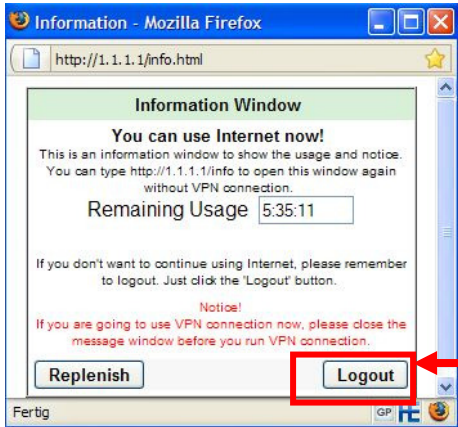 Information - Mozilla Firefox
http://1.1.1.1/info.html
Information Window
You can use Internet now!
This is an information window to show the usage and notice.
You can type http://1.1.1.1/info to open this window again
without VPN connection.
Remaining Usage 5:35:11
If you don't want to continue using Internet, please remember
to logout. Just click the 'Logout' button.
Notice!
If you are going to use VPN connection now, please close the
message window before you run VPN connection.
Replenish Logout
Fertig GP